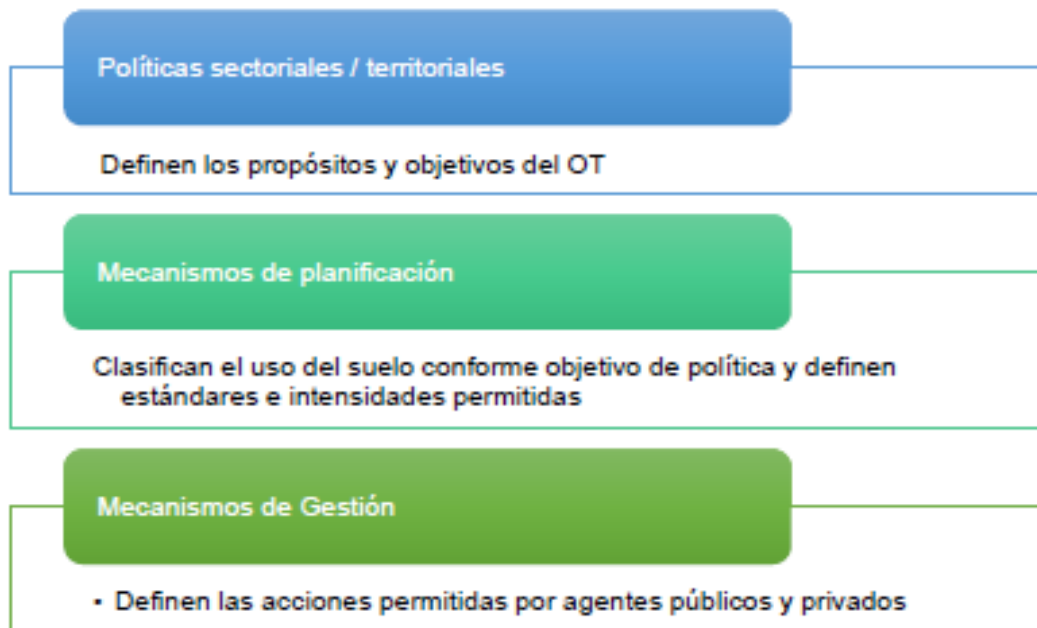 Políticas sectoriales / territoriales
Definen los propósitos y objetivos del OT
Mecanismos de planificación
Clasifican el uso del suelo conforme objetivo de política y definen
estándares e intensidades permitidas
Mecanismos de Gestión
• Definen las acciones permitidas por agentes públicos y privados